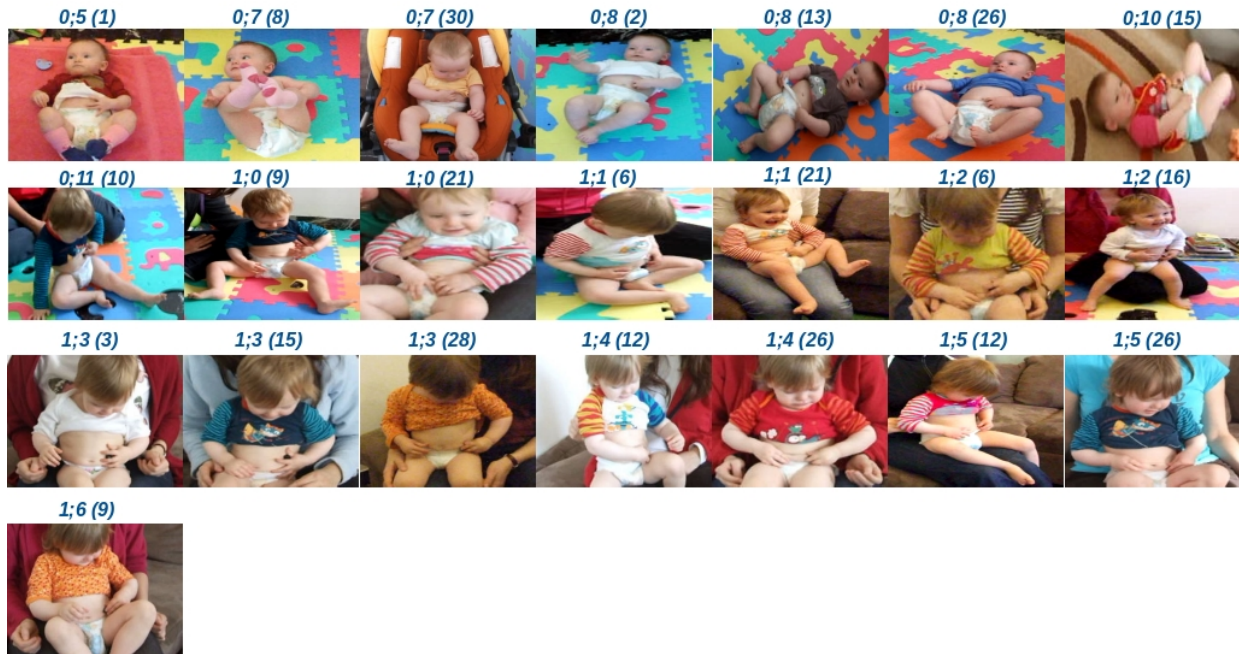 0;5 (1) 0;7 (8) 0;7 (30) 0;8 (2) 0;8 (13) 0;8 (26) 0;10 (15)
0;11 (10) 1;0 (9) 1;0 (21) 1;1 (6) 1;1 (21) 1;2 (6) 1;2 (16)
1;3 (3) 1;3 (15) 1;3 (28) 1;4 (12) 1;4 (26) 1;5 (12) 1;5 (26)
1;6 (9)